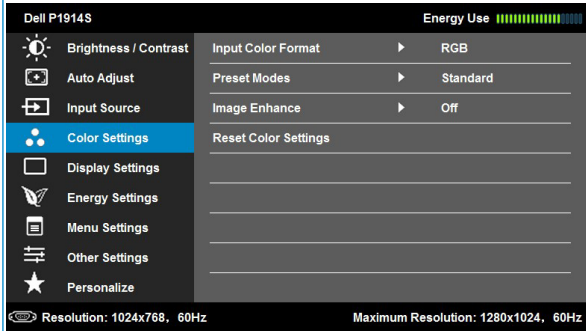 Dell P1914S Energy Use
Brightness / Contrast Input Color Format RGB
Auto Adjust Preset Modes Standard
Input Source Image Enhance Off
Color Settings Reset Color Settings
Display Settings
Energy Settings
Menu Settings
Other Settings
Personalize
Resolution: 1024x768, 60Hz Maximum Resolution: 1280x1024, 60Hz